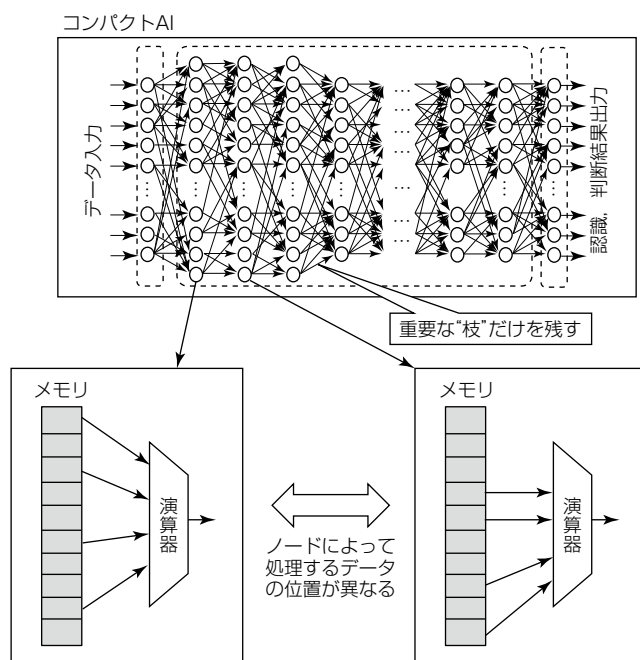 コンパクトAI
データ入力
認識，判断結果出力
重要な“枝”だけを残す
メモリ
演算器
ノードによって
処理するデータ
の位置が異なる
メモリ
演算器